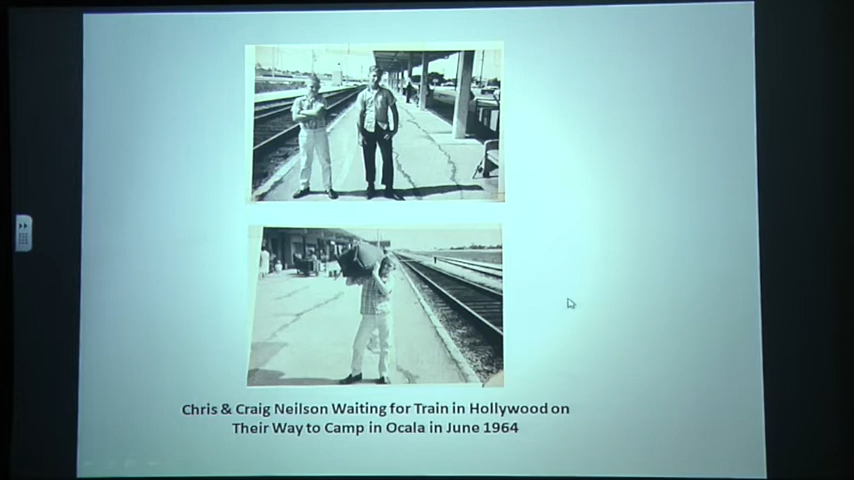 Chris & Craig Neilson Waiting for Train in Hollywood on
Their Way to Camp in Ocala in June 1964